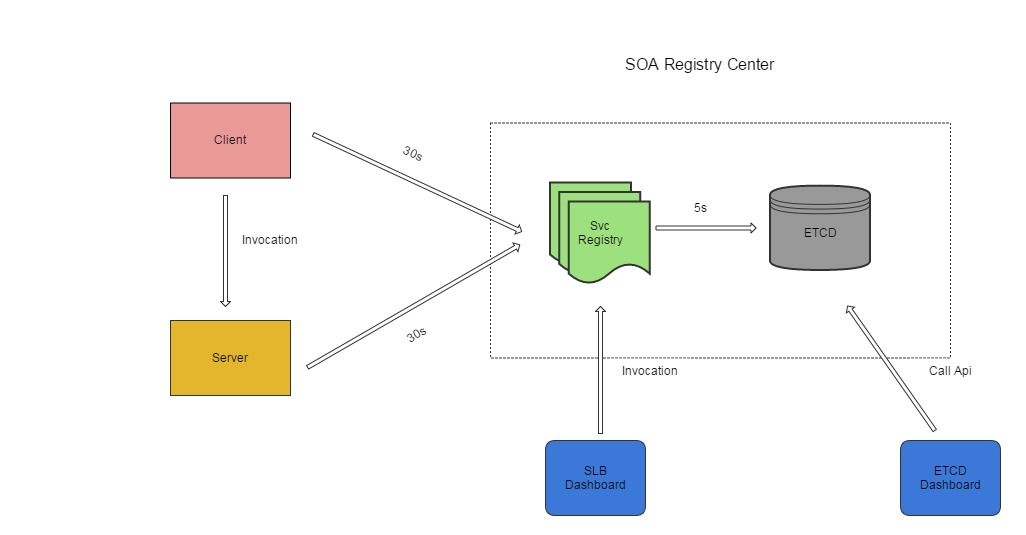 SOA Registry Center
Client
30s
Svc
Registry
5s
ETCD
Invocation
Server
30s
Invocation
Call Api
SLB
Dashboard
ETCD
Dashboard